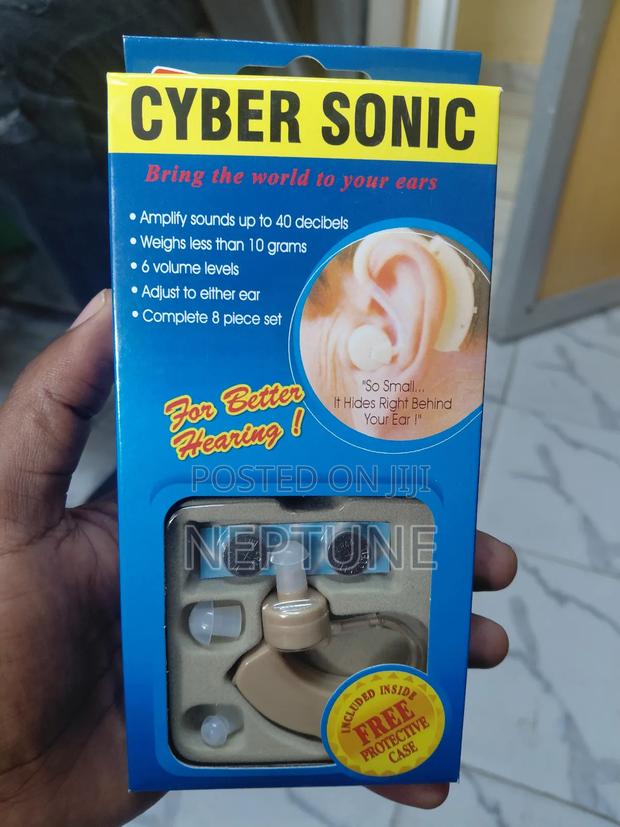 CYBER SONIC
Bring the world to your ears
• Amplify sounds up to 40 decibels
• Weighs less than 10 grams
• 6 volume levels
• Adjust to either ear
• Complete 8 piece set
"So Small...
It Hides Right Behind
Your Ear !"
For Better
Hearing !
POSTED ON JIJI
NEPTUNE
INCLUDED INSIDE
FREE
PROTECTIVE
CASE